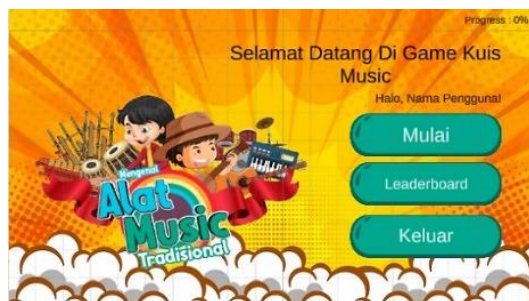 Progress : 0%
Selamat Datang Di Game Kuis
Music
Halo, Nama Pengguna!
Mulai
Leaderboard
Keluar
Mengenal
Alat
Music
Tradisional